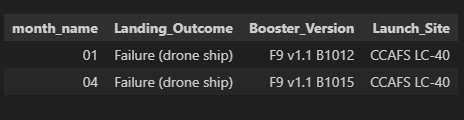 month_name Landing_Outcome Booster_Version Launch_Site
01 Failure (drone ship) F9 v1.1 B1012 CCAFS LC-40
04 Failure (drone ship) F9 v1.1 B1015 CCAFS LC-40